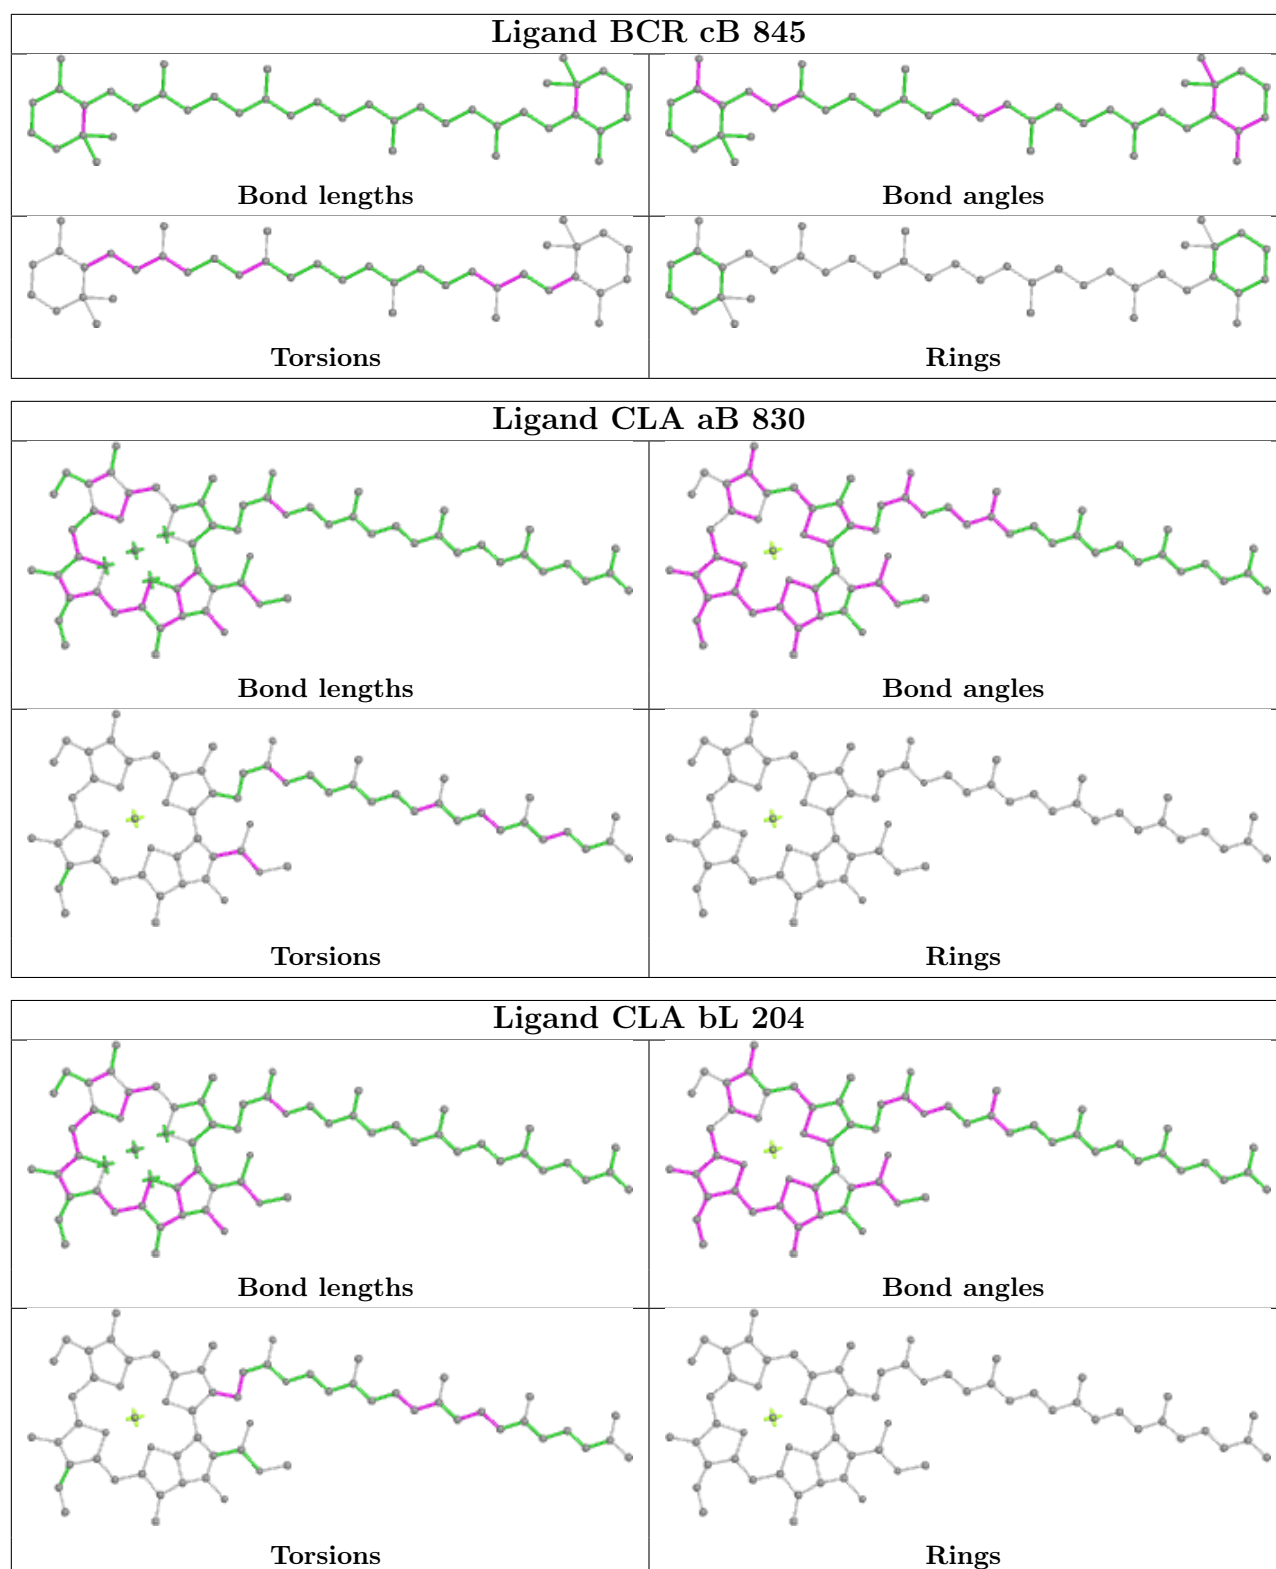 Ligand BCR cB 845
Bond lengths
Bond angles
Torsions
Rings
Ligand CLA aB 830
Bond lengths
Bond angles
Torsions
Rings
Ligand CLA bL 204
Bond lengths
Bond angles
Torsions
Rings